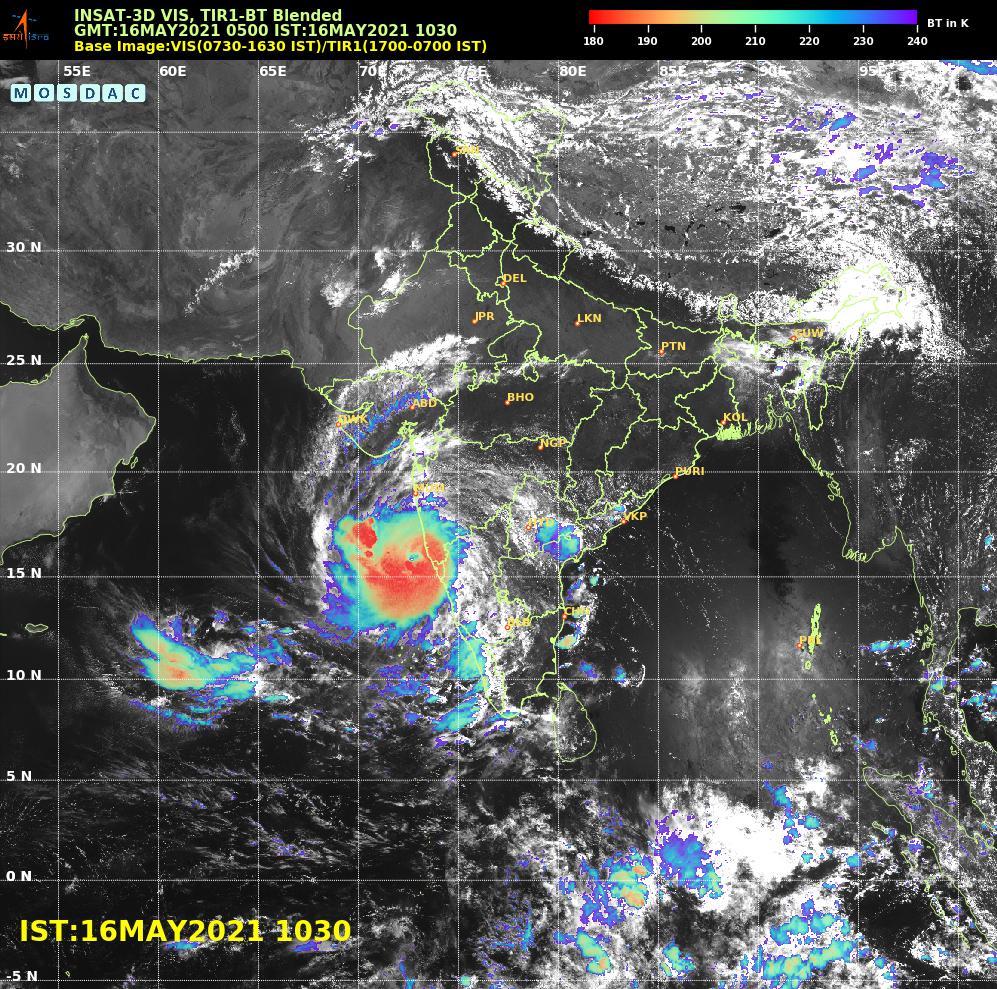 INSAT-3D VIS, TIR1-BT Blended
GMT:16MAY2021 0500 IST:16MAY2021 1030
Base Image:VIS(0730-1630 IST)/TIR1(1700-0700 IST)
BT in K
180 190 200 210 220 230 240
55E 60E 65E 70E 75E 80E 85E 90E 95E
MOSDAC
SRN
30 N
DEL
JPR
LKN
GUW
PTN
25 N
BHO
ABD
DWK
KOL
NGP
20 N
PURI
MUM
VKP
HYD
15 N
CHN
BLR
PBL
10 N
5 N
0 N
IST:16MAY2021 1030
-5 N